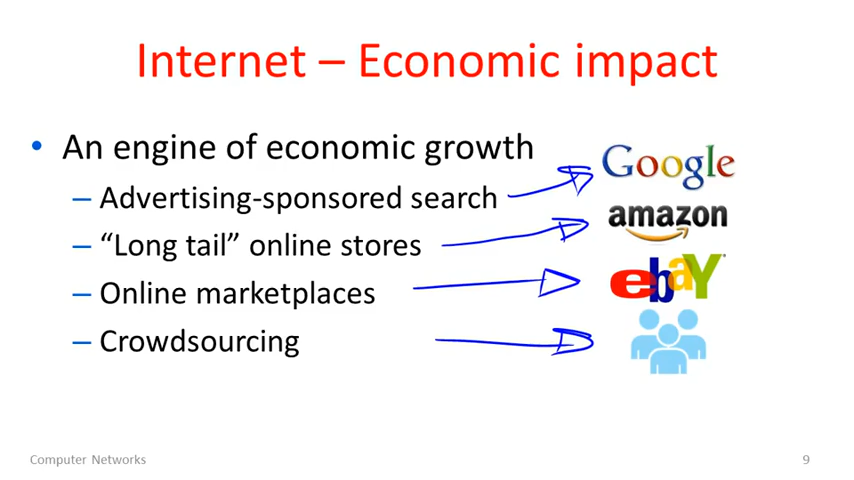 Internet – Economic impact
• An engine of economic growth
– Advertising-sponsored search
– “Long tail” online stores
– Online marketplaces
– Crowdsourcing
Google
amazon
ebaY
Computer Networks
9